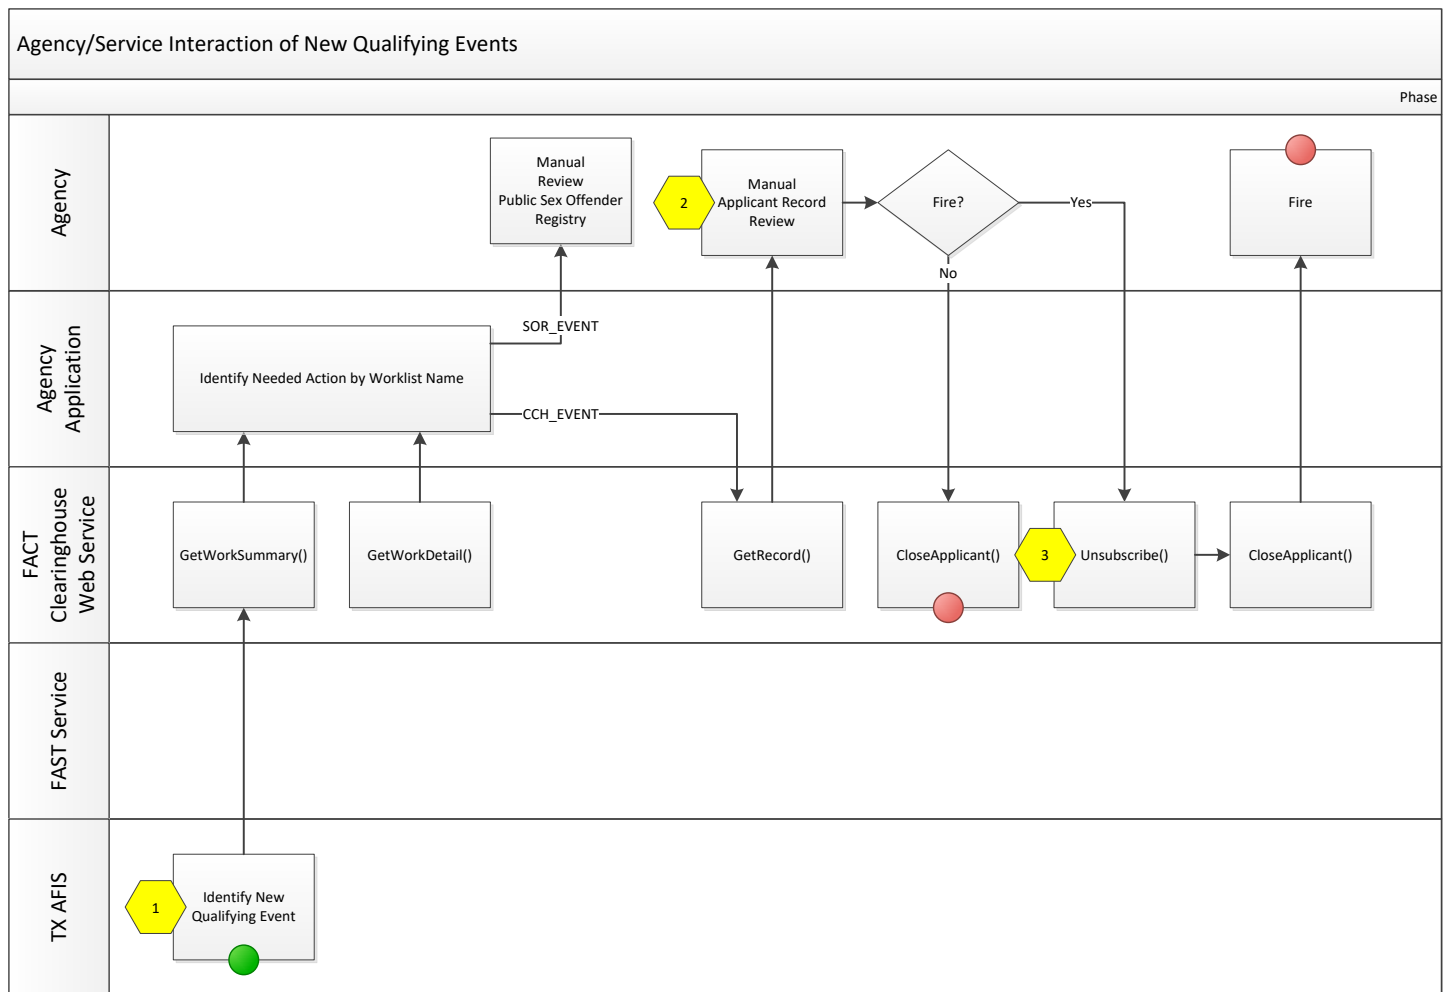 Agency/Service Interaction of New Qualifying Events
Phase
Agency
Manual
Review
Public Sex Offender
Registry
2
Manual
Applicant Record
Review
Fire?
Yes
No
Fire
Agency
Application
Identify Needed Action by Worklist Name
SOR_EVENT
CCH_EVENT
FACT
Clearinghouse
Web Service
GetWorkSummary()
GetWorkDetail()
GetRecord()
CloseApplicant()
3
Unsubscribe()
CloseApplicant()
FAST Service
TX AFIS
1
Identify New
Qualifying Event